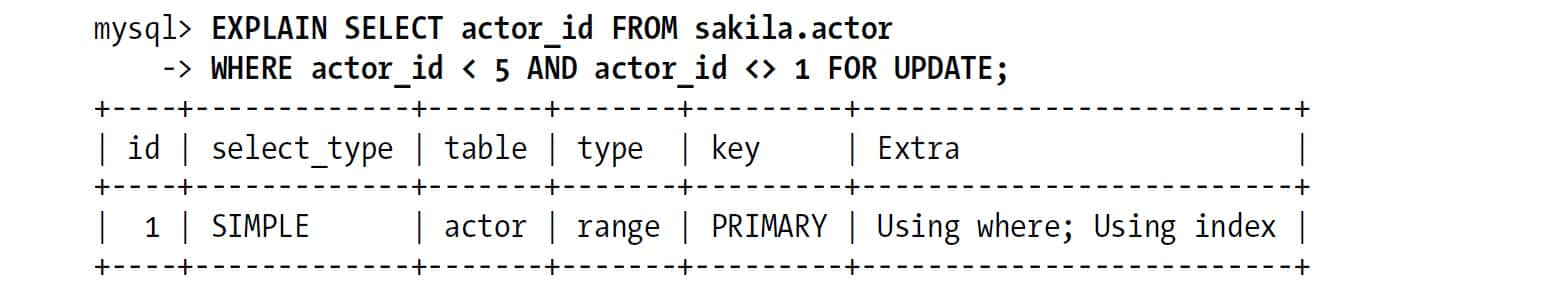 mysql> EXPLAIN SELECT actor_id FROM sakila.actor
    -> WHERE actor_id < 5 AND actor_id <> 1 FOR UPDATE;
+----+-------------+-------+-------+---------+--------------------------+
| id | select_type | table | type  | key     | Extra                    |
+----+-------------+-------+-------+---------+--------------------------+
|  1 | SIMPLE      | actor | range | PRIMARY | Using where; Using index |
+----+-------------+-------+-------+---------+--------------------------+